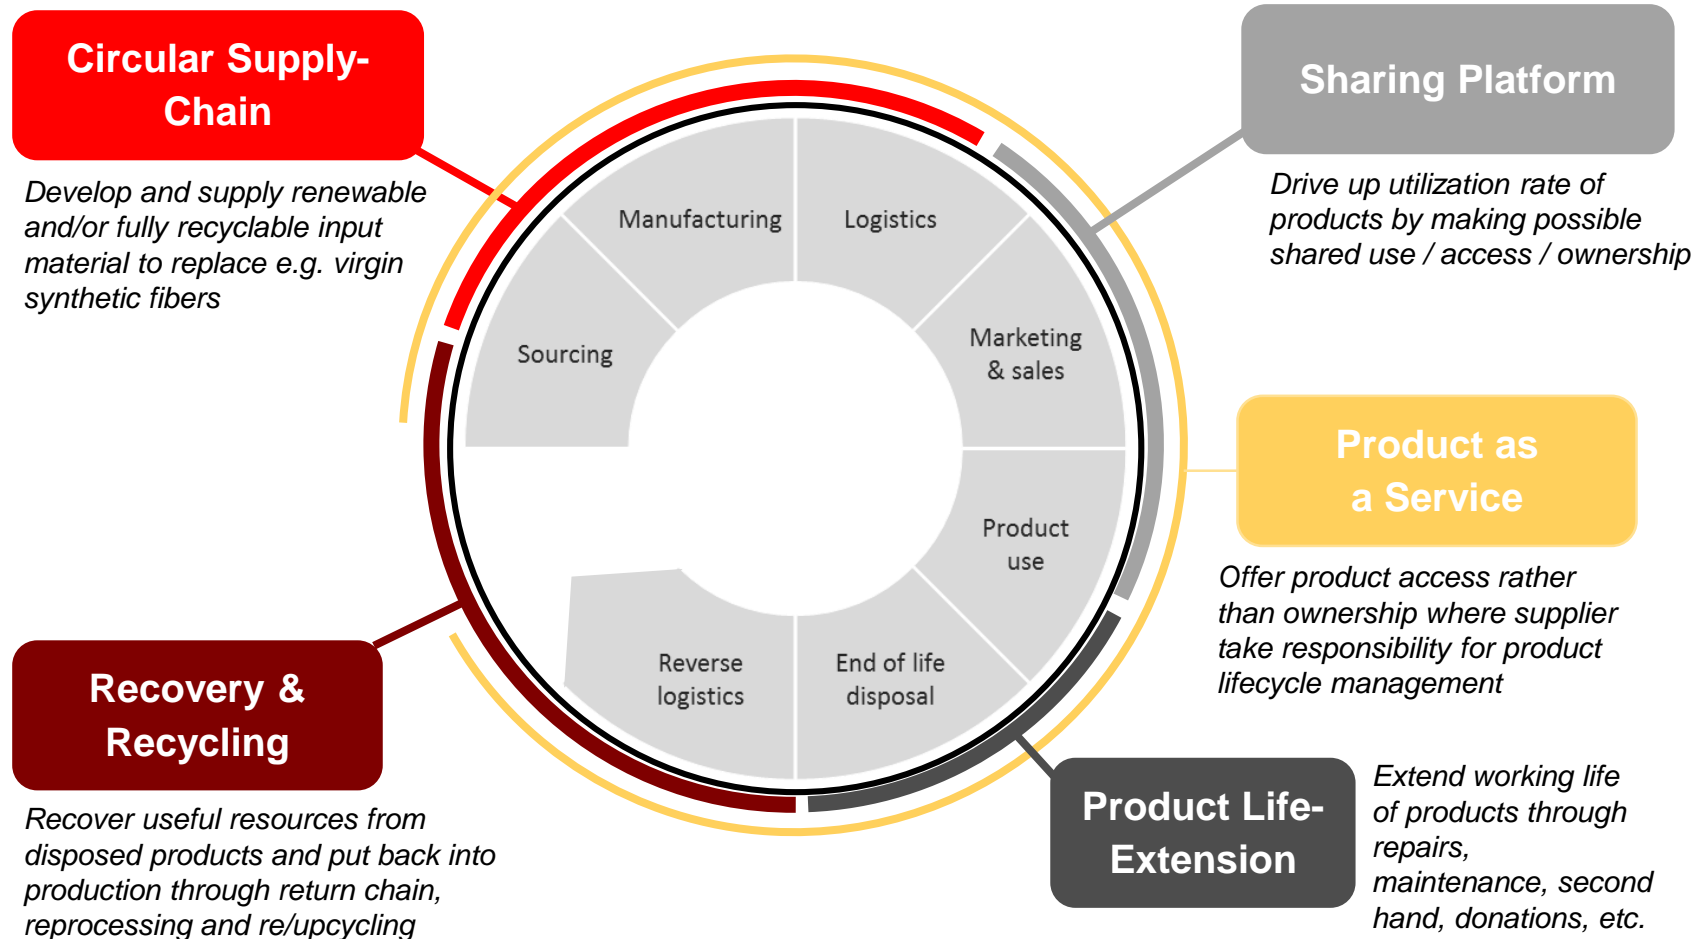 Circular Supply-
Chain
Develop and supply renewable
and/or fully recyclable input
material to replace e.g. virgin
synthetic fibers
Sharing Platform
Drive up utilization rate of
products by making possible
shared use / access / ownership
Manufacturing
Logistics
Sourcing
Marketing
& sales
Product
use
End of life
disposal
Reverse
logistics
Product as
a Service
Offer product access rather
than ownership where supplier
take responsibility for product
lifecycle management
Recovery &
Recycling
Recover useful resources from
disposed products and put back into
production through return chain,
reprocessing and re/upcycling
Product Life-
Extension
Extend working life
of products through
repairs,
maintenance, second
hand, donations, etc.